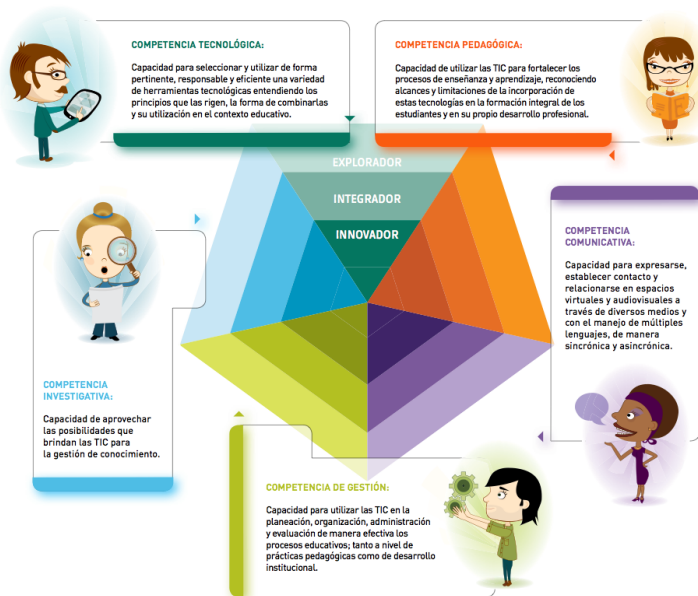 COMPETENCIA TECNOLÓGICA:
Capacidad para seleccionar y utilizar de forma
pertinente, responsable y eficiente una variedad
de herramientas tecnológicas entendiendo los
principios que las rigen, la forma de combinarlas
y su utilización en el contexto educativo.
COMPETENCIA PEDAGÓGICA:
Capacidad de utilizar las TIC para fortalecer los
procesos de enseñanza y aprendizaje, reconociendo
alcances y limitaciones de la incorporación de
estas tecnologías en la formación integral de los
estudiantes y en su propio desarrollo profesional.
EXPLORADOR
INTEGRADOR
INNOVADOR
COMPETENCIA
COMUNICATIVA:
Capacidad para expresarse,
establecer contacto y
relacionarse en espacios
virtuales y audiovisuales a
través de diversos medios y
con el manejo de múltiples
lenguajes, de manera
sincrónica y asincrónica.
COMPETENCIA
INVESTIGATIVA:
Capacidad de aprovechar
las posibilidades que
brindan las TIC para
la gestión de conocimiento.
COMPETENCIA DE GESTIÓN:
Capacidad para utilizar las TIC en la
planeación, organización, administración
y evaluación de manera efectiva los
procesos educativos; tanto a nivel de
prácticas pedagógicas como de desarrollo
institucional.